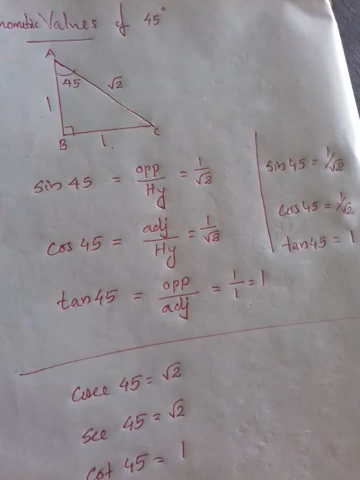 Values of 45°
A
45
√2
1
B
1
C
sin 45 = opp/Hy = 1/√2
cos 45 = adj/Hy = 1/√2
tan 45 = opp/adj = 1/1 = 1
sin 45 = 1/√2
cos 45 = 1/√2
tan 45 = 1
cosec 45 = √2
sec 45 = √2
cot 45 = 1